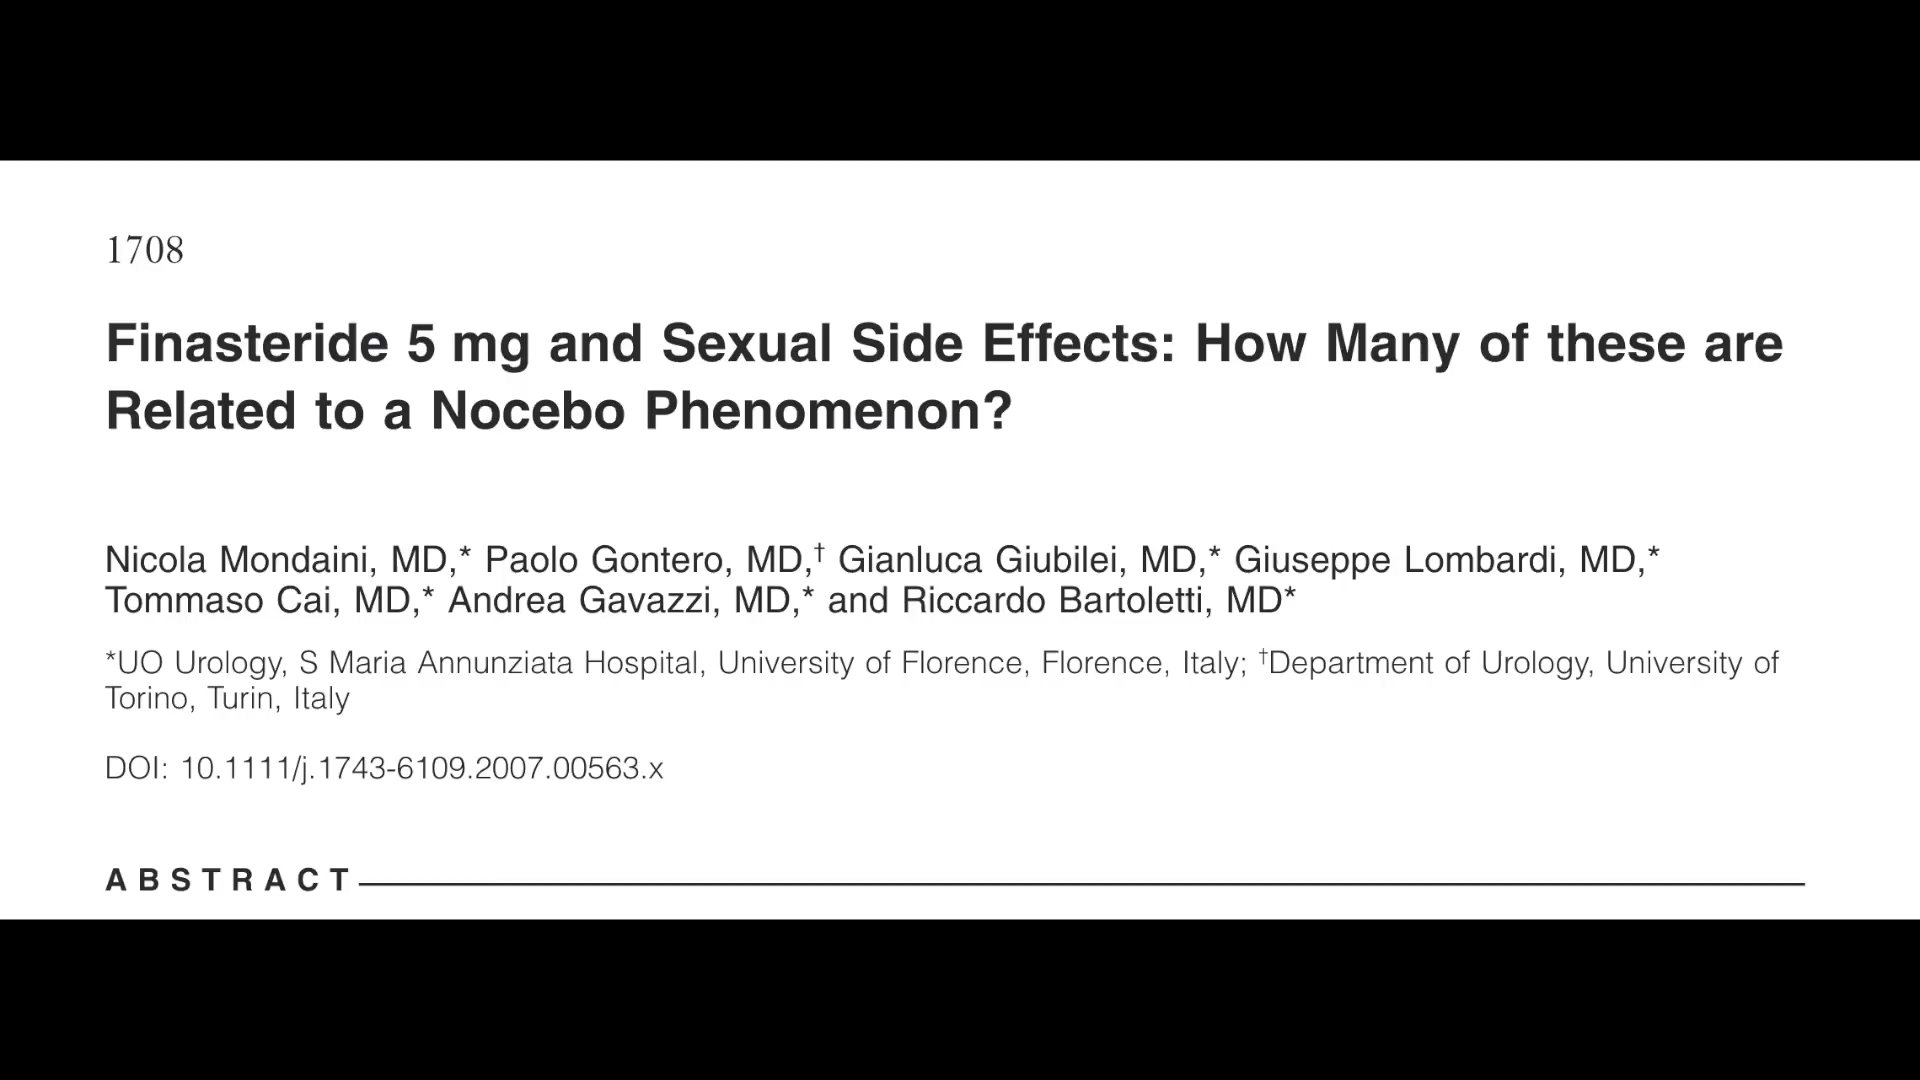 1708
Finasteride 5 mg and Sexual Side Effects: How Many of these are
Related to a Nocebo Phenomenon?
Nicola Mondaini, MD,* Paolo Gontero, MD,† Gianluca Giubilei, MD,* Giuseppe Lombardi, MD,*
Tommaso Cai, MD,* Andrea Gavazzi, MD,* and Riccardo Bartoletti, MD*
*UO Urology, S Maria Annunziata Hospital, University of Florence, Florence, Italy; †Department of Urology, University of
Torino, Turin, Italy
DOI: 10.1111/j.1743-6109.2007.00563.x
ABSTRACT